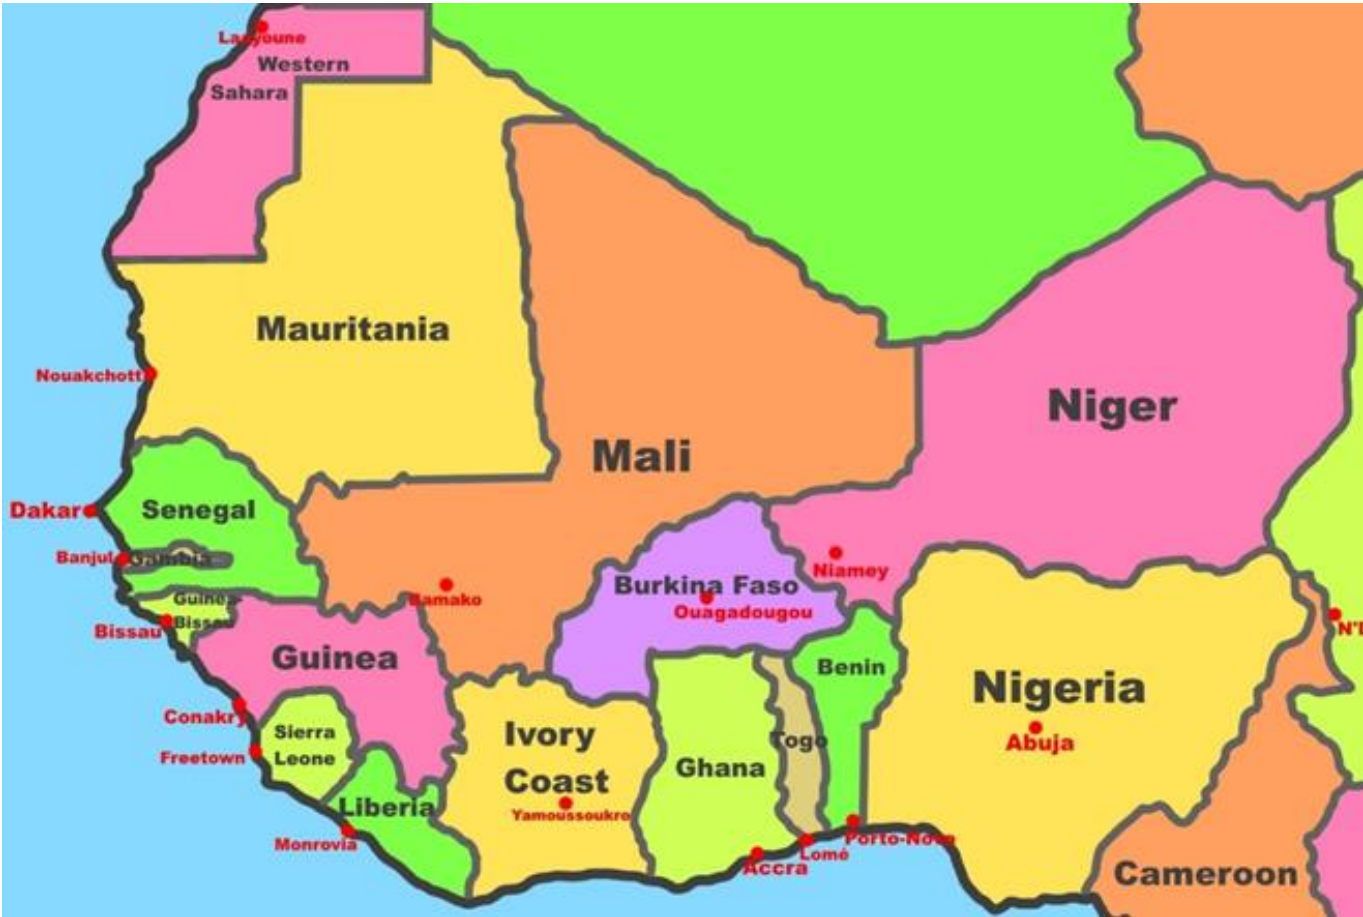 Laayoune
Western
Sahara
Mauritania
Nouakchott
Niger
Mali
Senegal
Dakar
Banjul
Gambia
Niamey
Burkina Faso
Bamako
Guinea-
Bissau
Ouagadougou
Bissau
Guinea
Benin
Nigeria
Conakry
Sierra
Leone
Freetown
Ivory
Coast
Togo
Abuja
Ghana
Liberia
Yamoussoukro
Monrovia
Porto-Novo
Lomé
Accra
Cameroon